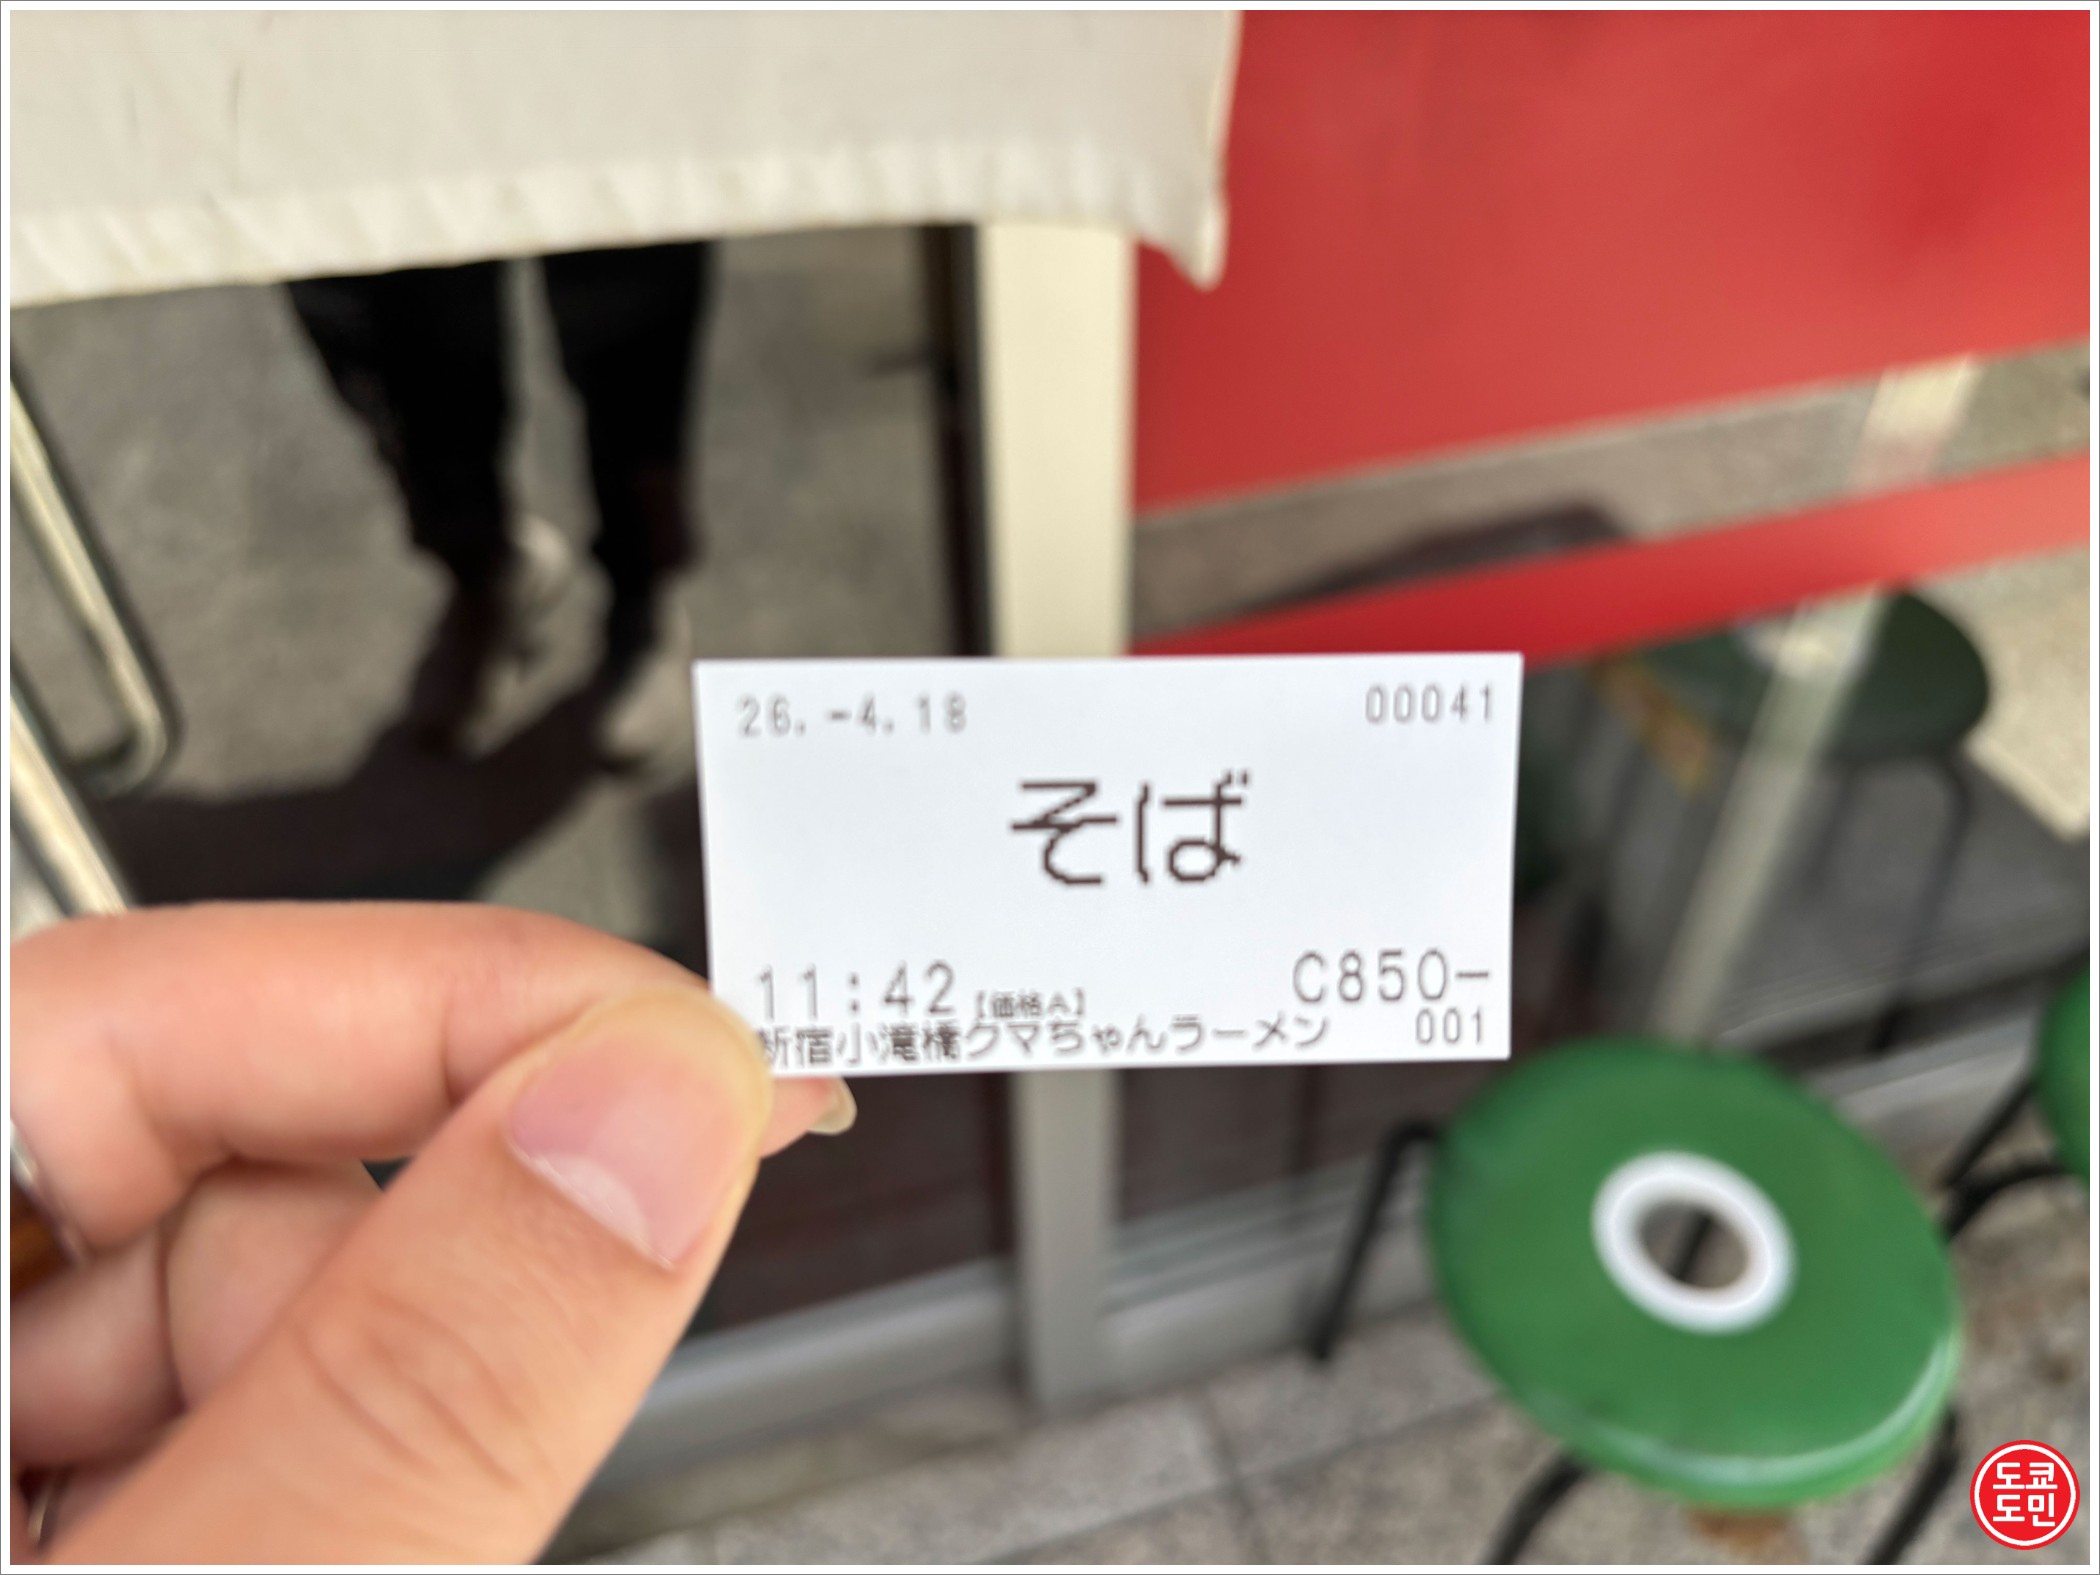 26.-4.18 00041
そば
11:42【価格A】 C850-
新宿小滝橋クマちゃんラーメン 001
도쿄
도민